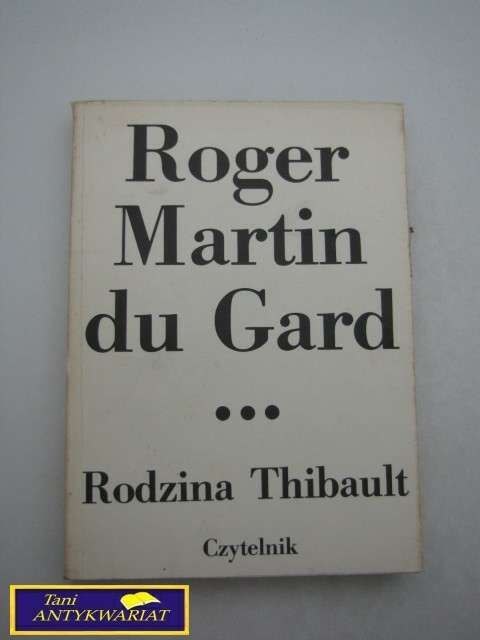 Roger
Martin
du Gard
•••
Rodzina Thibault
Czytelnik
Tani
ANTYKWARIAT